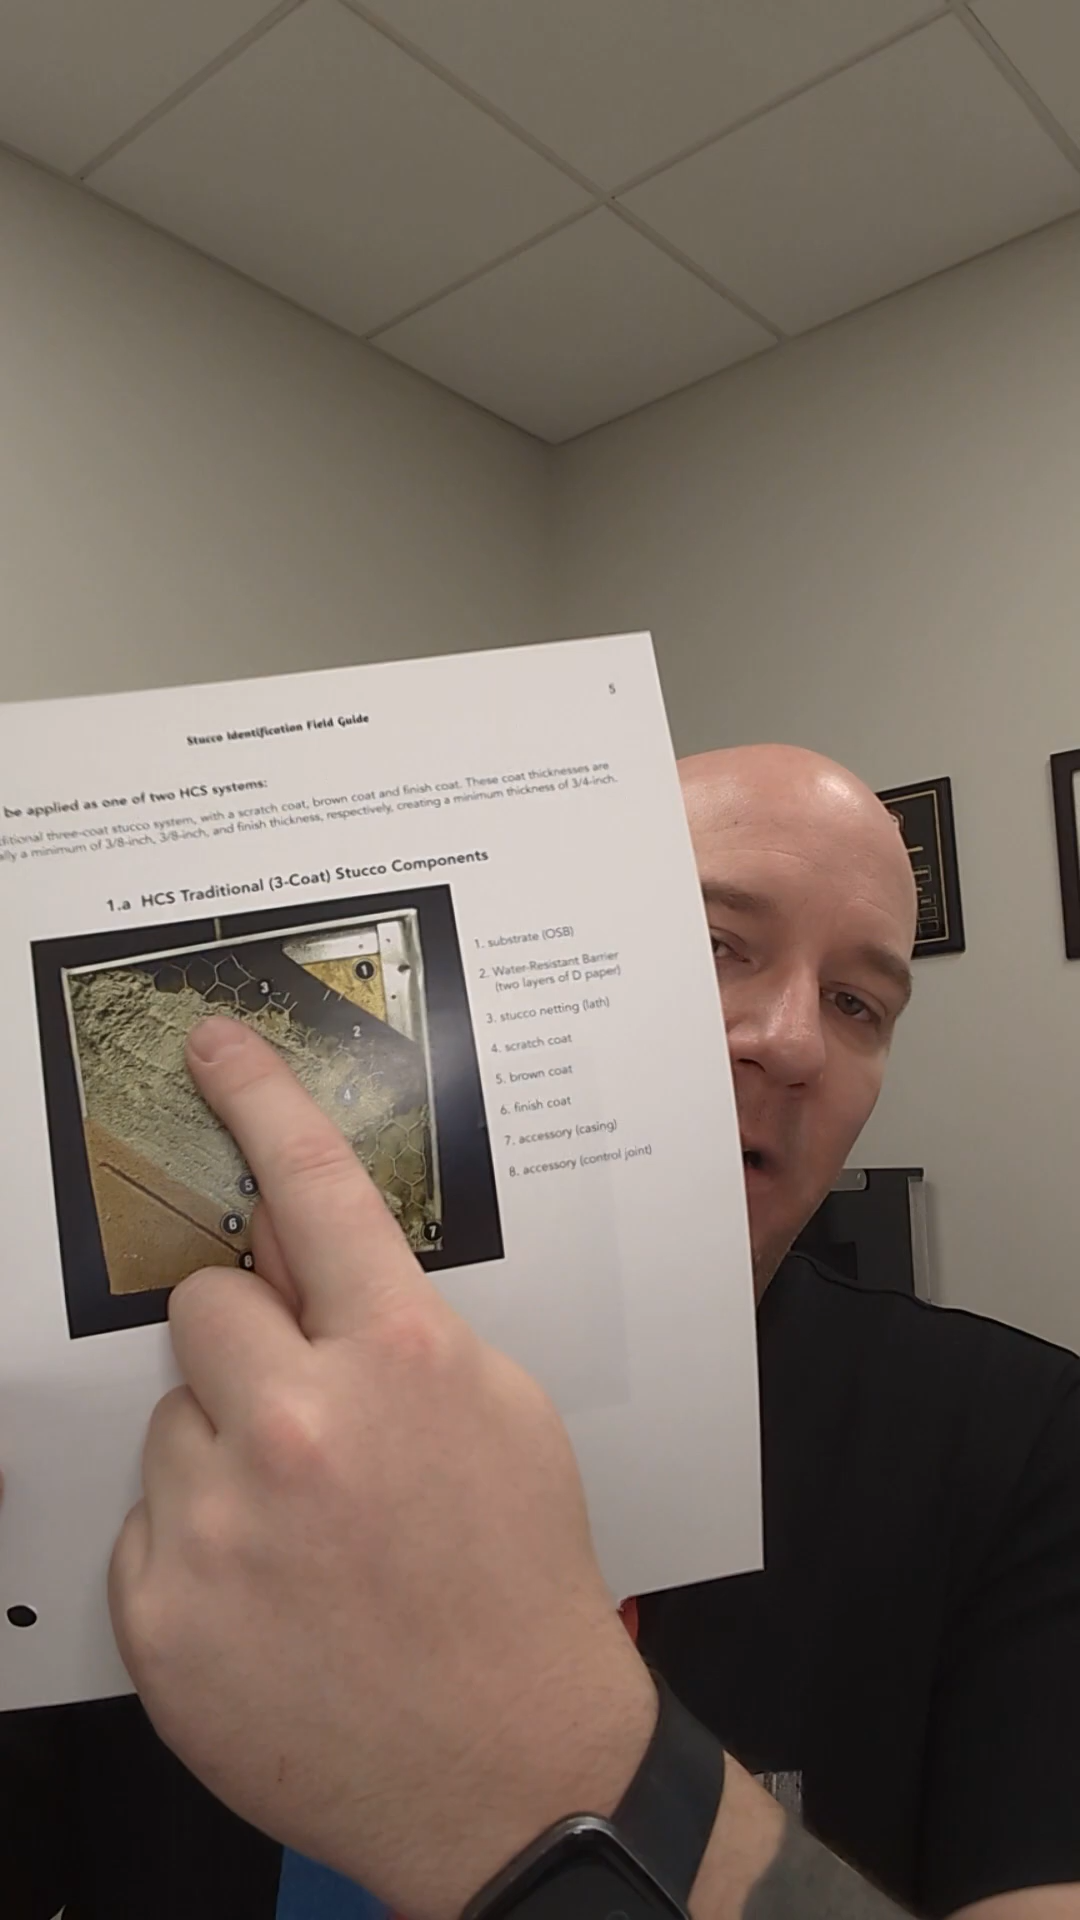 5
Stucco Identification Field Guide
be applied as one of two HCS systems:
ditional three-coat stucco system, with a scratch coat, brown coat and finish coat. These coat thicknesses are
ally a minimum of 3/8-inch, 3/8-inch, and finish thickness, respectively, creating a minimum thickness of 3/4-inch.
1.a HCS Traditional (3-Coat) Stucco Components
1
2
3
4
5
6
7
8
1. substrate (OSB)
2. Water-Resistant Barrier
(two layers of D paper)
3. stucco netting (lath)
4. scratch coat
5. brown coat
6. finish coat
7. accessory (casing)
8. accessory (control joint)